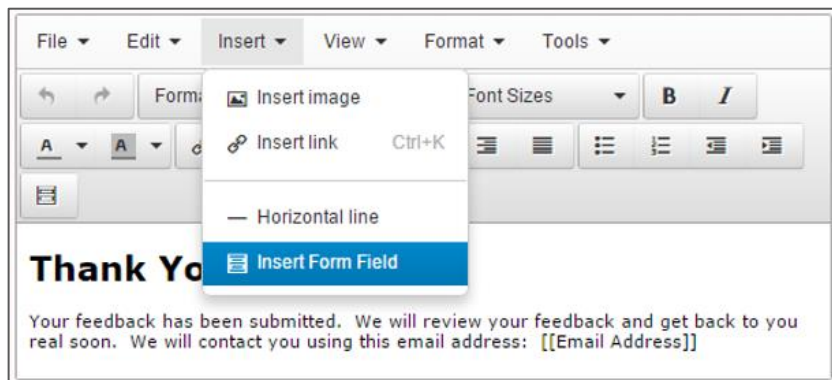 File Edit Insert View Format Tools
Insert image
Font Sizes B I
A A Insert link Ctrl+K
Horizontal line
Insert Form Field
Thank
Your feedback has been submitted. We will review your feedback and get back to you
real soon. We will contact you using this email address: [[Email Address]]